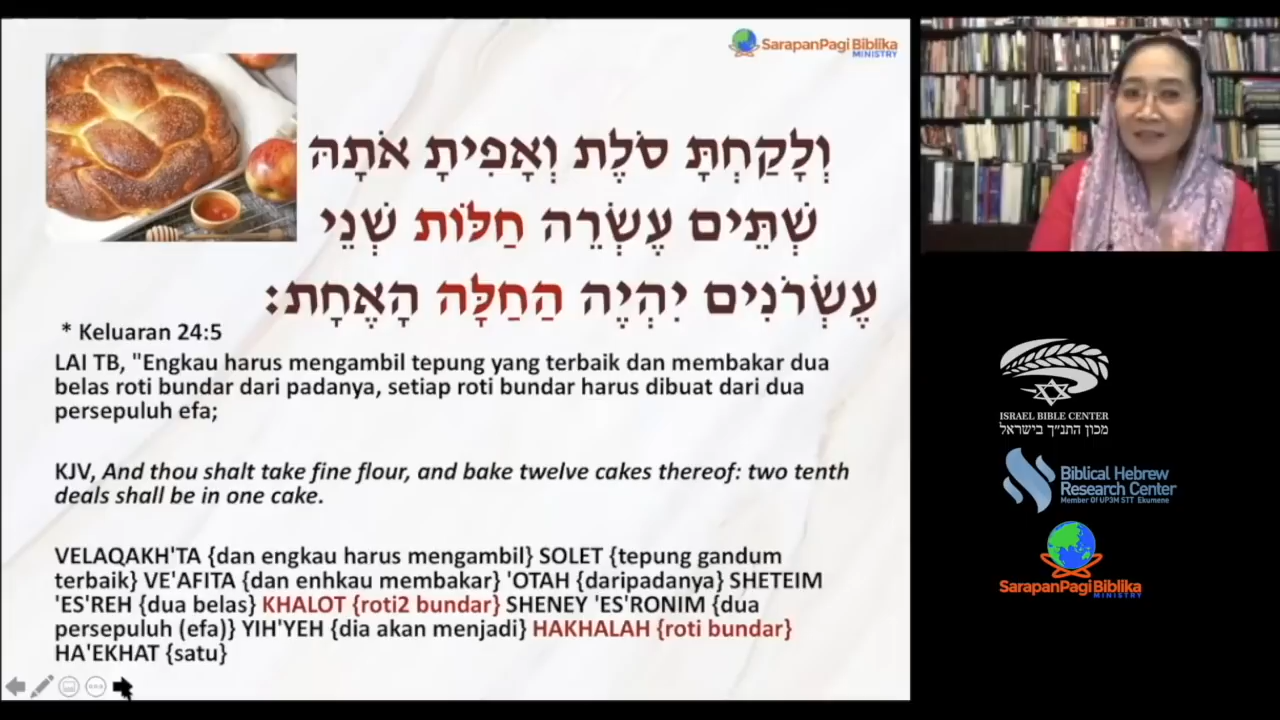 SarapanPagi Biblika
MINISTRY
וְלָקַחְתָּ סֹלֶת וְאָפִיתָ אֹתָהּ
שְׁתֵּים עֶשְׂרֵה חַלּוֹת שְׁנֵי
עֶשְׂרֹנִים יִהְיֶה הַחַלָּה הָאֶחָת׃
* Keluaran 24:5
LAI TB, "Engkau harus mengambil tepung yang terbaik dan membakar dua
belas roti bundar dari padanya, setiap roti bundar harus dibuat dari dua
persepuluh efa;
KJV, And thou shalt take fine flour, and bake twelve cakes thereof: two tenth
deals shall be in one cake.
VELAQAKH'TA {dan engkau harus mengambil} SOLET {tepung gandum
terbaik} VE'AFITA {dan enhkau membakar} 'OTAH {daripadanya} SHETEIM
'ES'REH {dua belas} KHALOT {roti2 bundar} SHENEY 'ES'RONIM {dua
persepuluh (efa)} YIH'YEH {dia akan menjadi} HAKHALAH {roti bundar}
HA'EKHAT {satu}
ISRAEL BIBLE CENTER
מכון התנ״ך בישראל
Biblical Hebrew
Research Center
Member Of UP3M STT Ekumene
SarapanPagi Biblika
MINISTRY